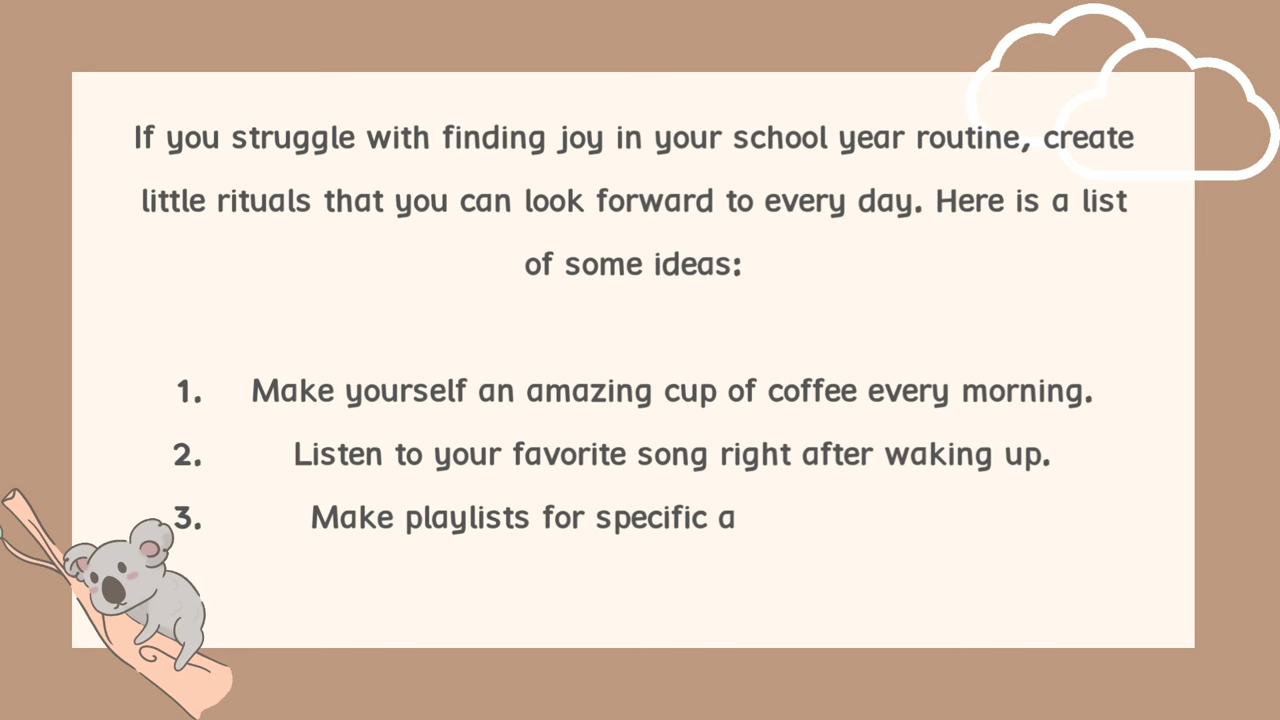 If you struggle with finding joy in your school year routine, create
little rituals that you can look forward to every day. Here is a list
of some ideas:
1. Make yourself an amazing cup of coffee every morning.
2. Listen to your favorite song right after waking up.
3. Make playlists for specific a